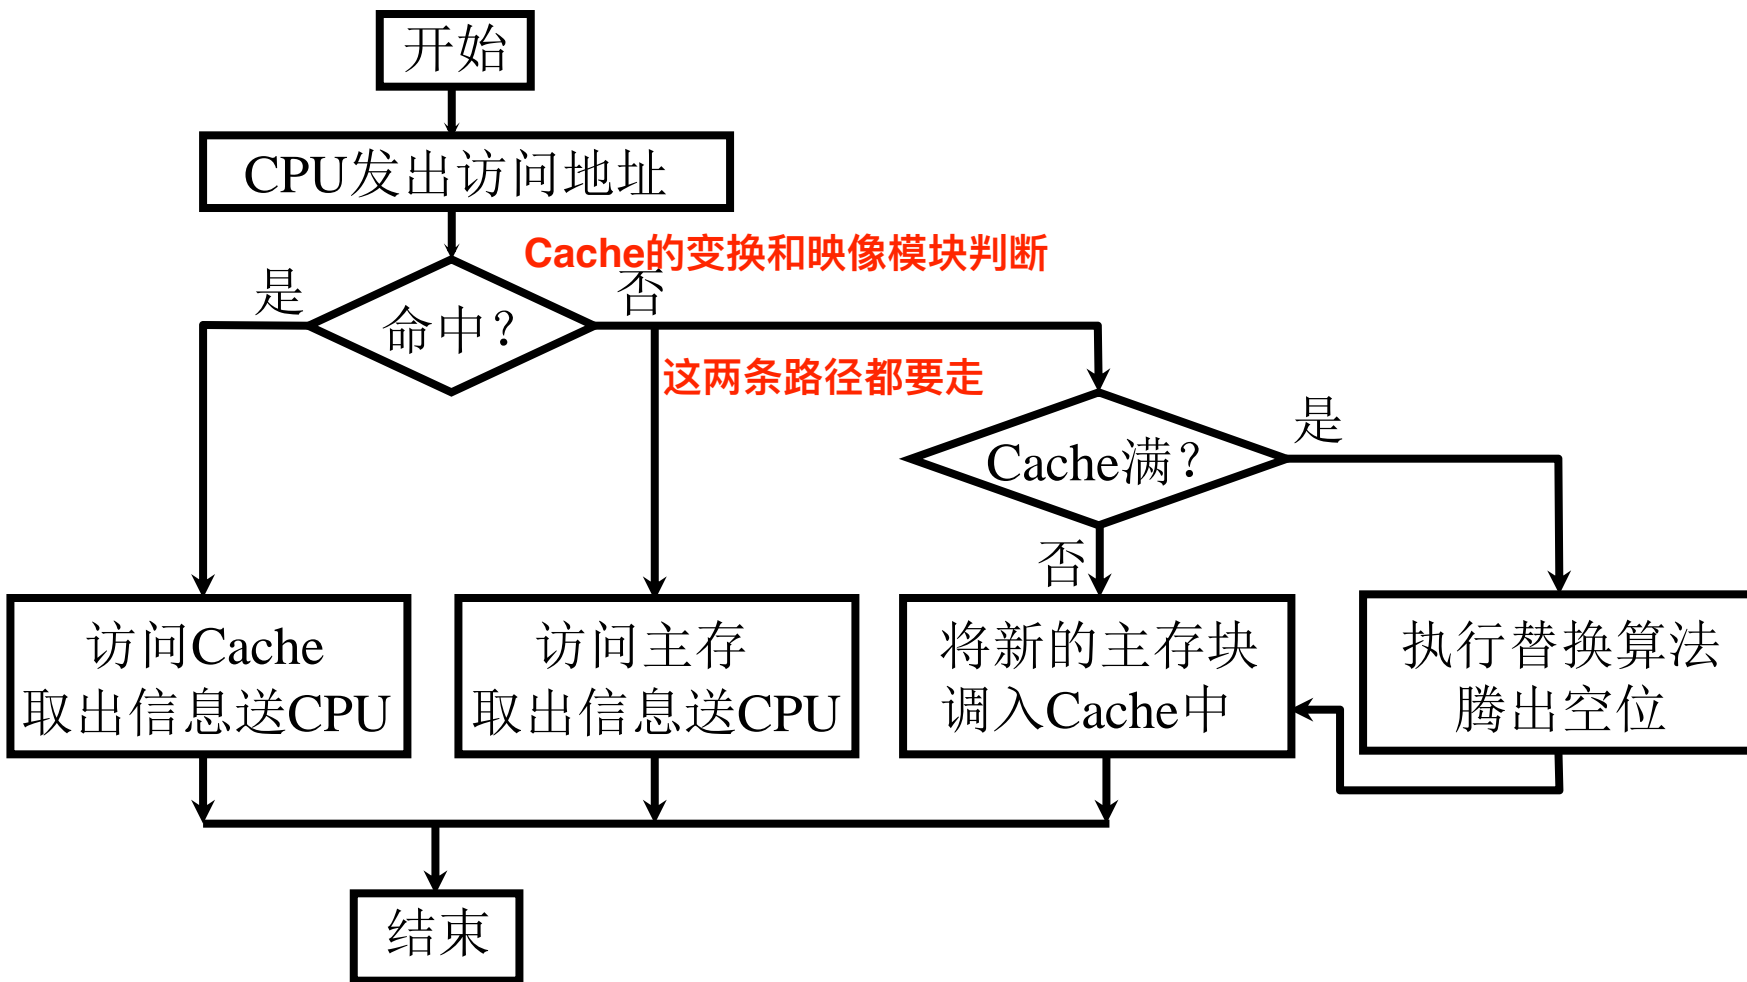 开始
CPU发出访问地址
Cache的变换和映像模块判断
是
否
命中?
这两条路径都要走
是
Cache满?
否
访问Cache
取出信息送CPU
访问主存
取出信息送CPU
将新的主存块
调入Cache中
执行替换算法
腾出空位
结束